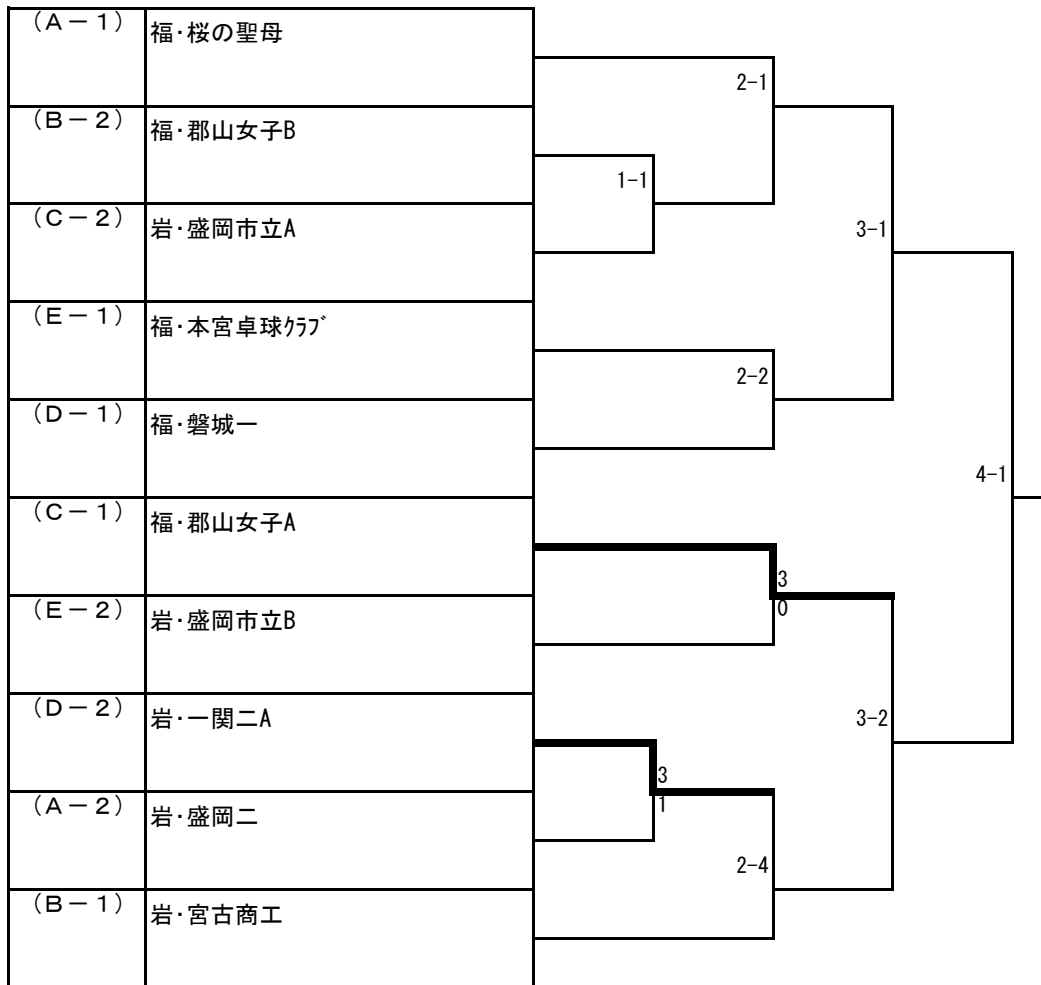 （A－1） 福･桜の聖母
2-1
（B－2） 福･郡山女子B
1-1
（C－2） 岩･盛岡市立A
3-1
（E－1） 福･本宮卓球ｸﾗﾌﾞ
2-2
（D－1） 福･磐城一
4-1
（C－1） 福･郡山女子A
3
0
（E－2） 岩･盛岡市立B
（D－2） 岩･一関二A
3-2
3
1
（A－2） 岩･盛岡二
2-4
（B－1） 岩･宮古商工